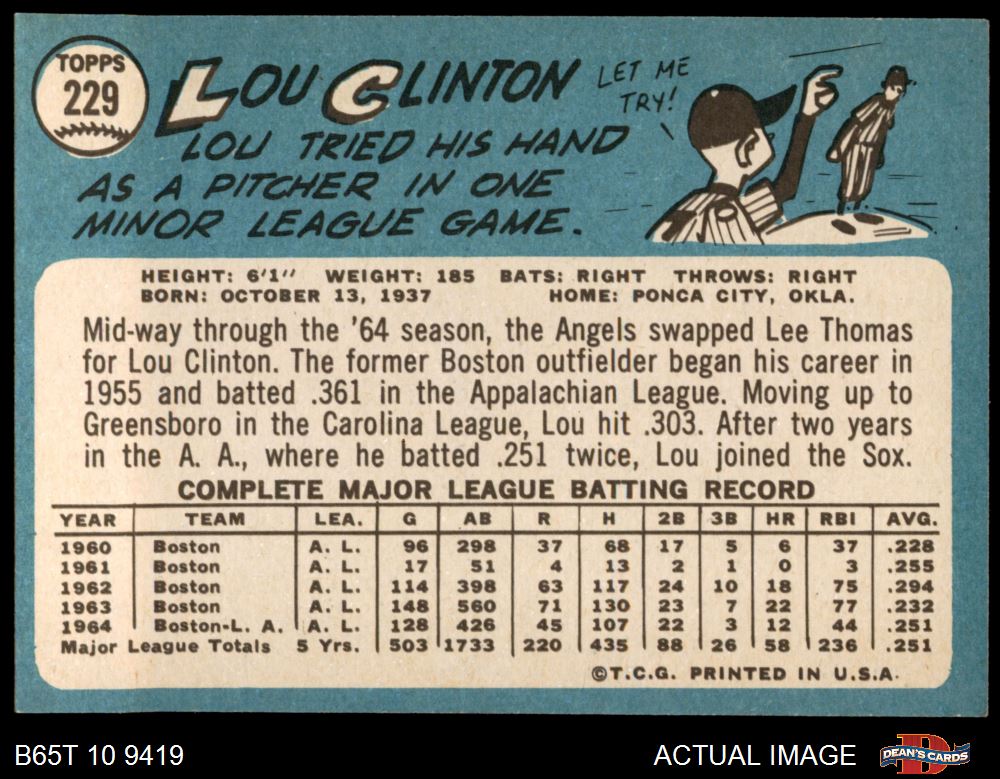 TOPPS
229
LOU CLINTON
LET ME
TRY!
LOU TRIED HIS HAND
AS A PITCHER IN ONE
MINOR LEAGUE GAME.
HEIGHT: 6'1" WEIGHT: 185 BATS: RIGHT THROWS: RIGHT
BORN: OCTOBER 13, 1937 HOME: PONCA CITY, OKLA.
Mid-way through the '64 season, the Angels swapped Lee Thomas
for Lou Clinton. The former Boston outfielder began his career in
1955 and batted .361 in the Appalachian League. Moving up to
Greensboro in the Carolina League, Lou hit .303. After two years
in the A. A., where he batted .251 twice, Lou joined the Sox.
COMPLETE MAJOR LEAGUE BATTING RECORD
YEAR TEAM LEA. G AB R H 2B 3B HR RBI AVG.
1960 Boston A. L. 96 298 37 68 17 5 6 37 .228
1961 Boston A. L. 17 51 4 13 2 1 0 3 .255
1962 Boston A. L. 114 398 63 117 24 10 18 75 .294
1963 Boston A. L. 148 560 71 130 23 7 22 77 .232
1964 Boston-L. A. A. L. 128 426 45 107 22 3 12 44 .251
Major League Totals 5 Yrs. 503 1733 220 435 88 26 58 236 .251
©T.C.G. PRINTED IN U.S.A.
B65T 10 9419
ACTUAL IMAGE
DEAN'S CARDS